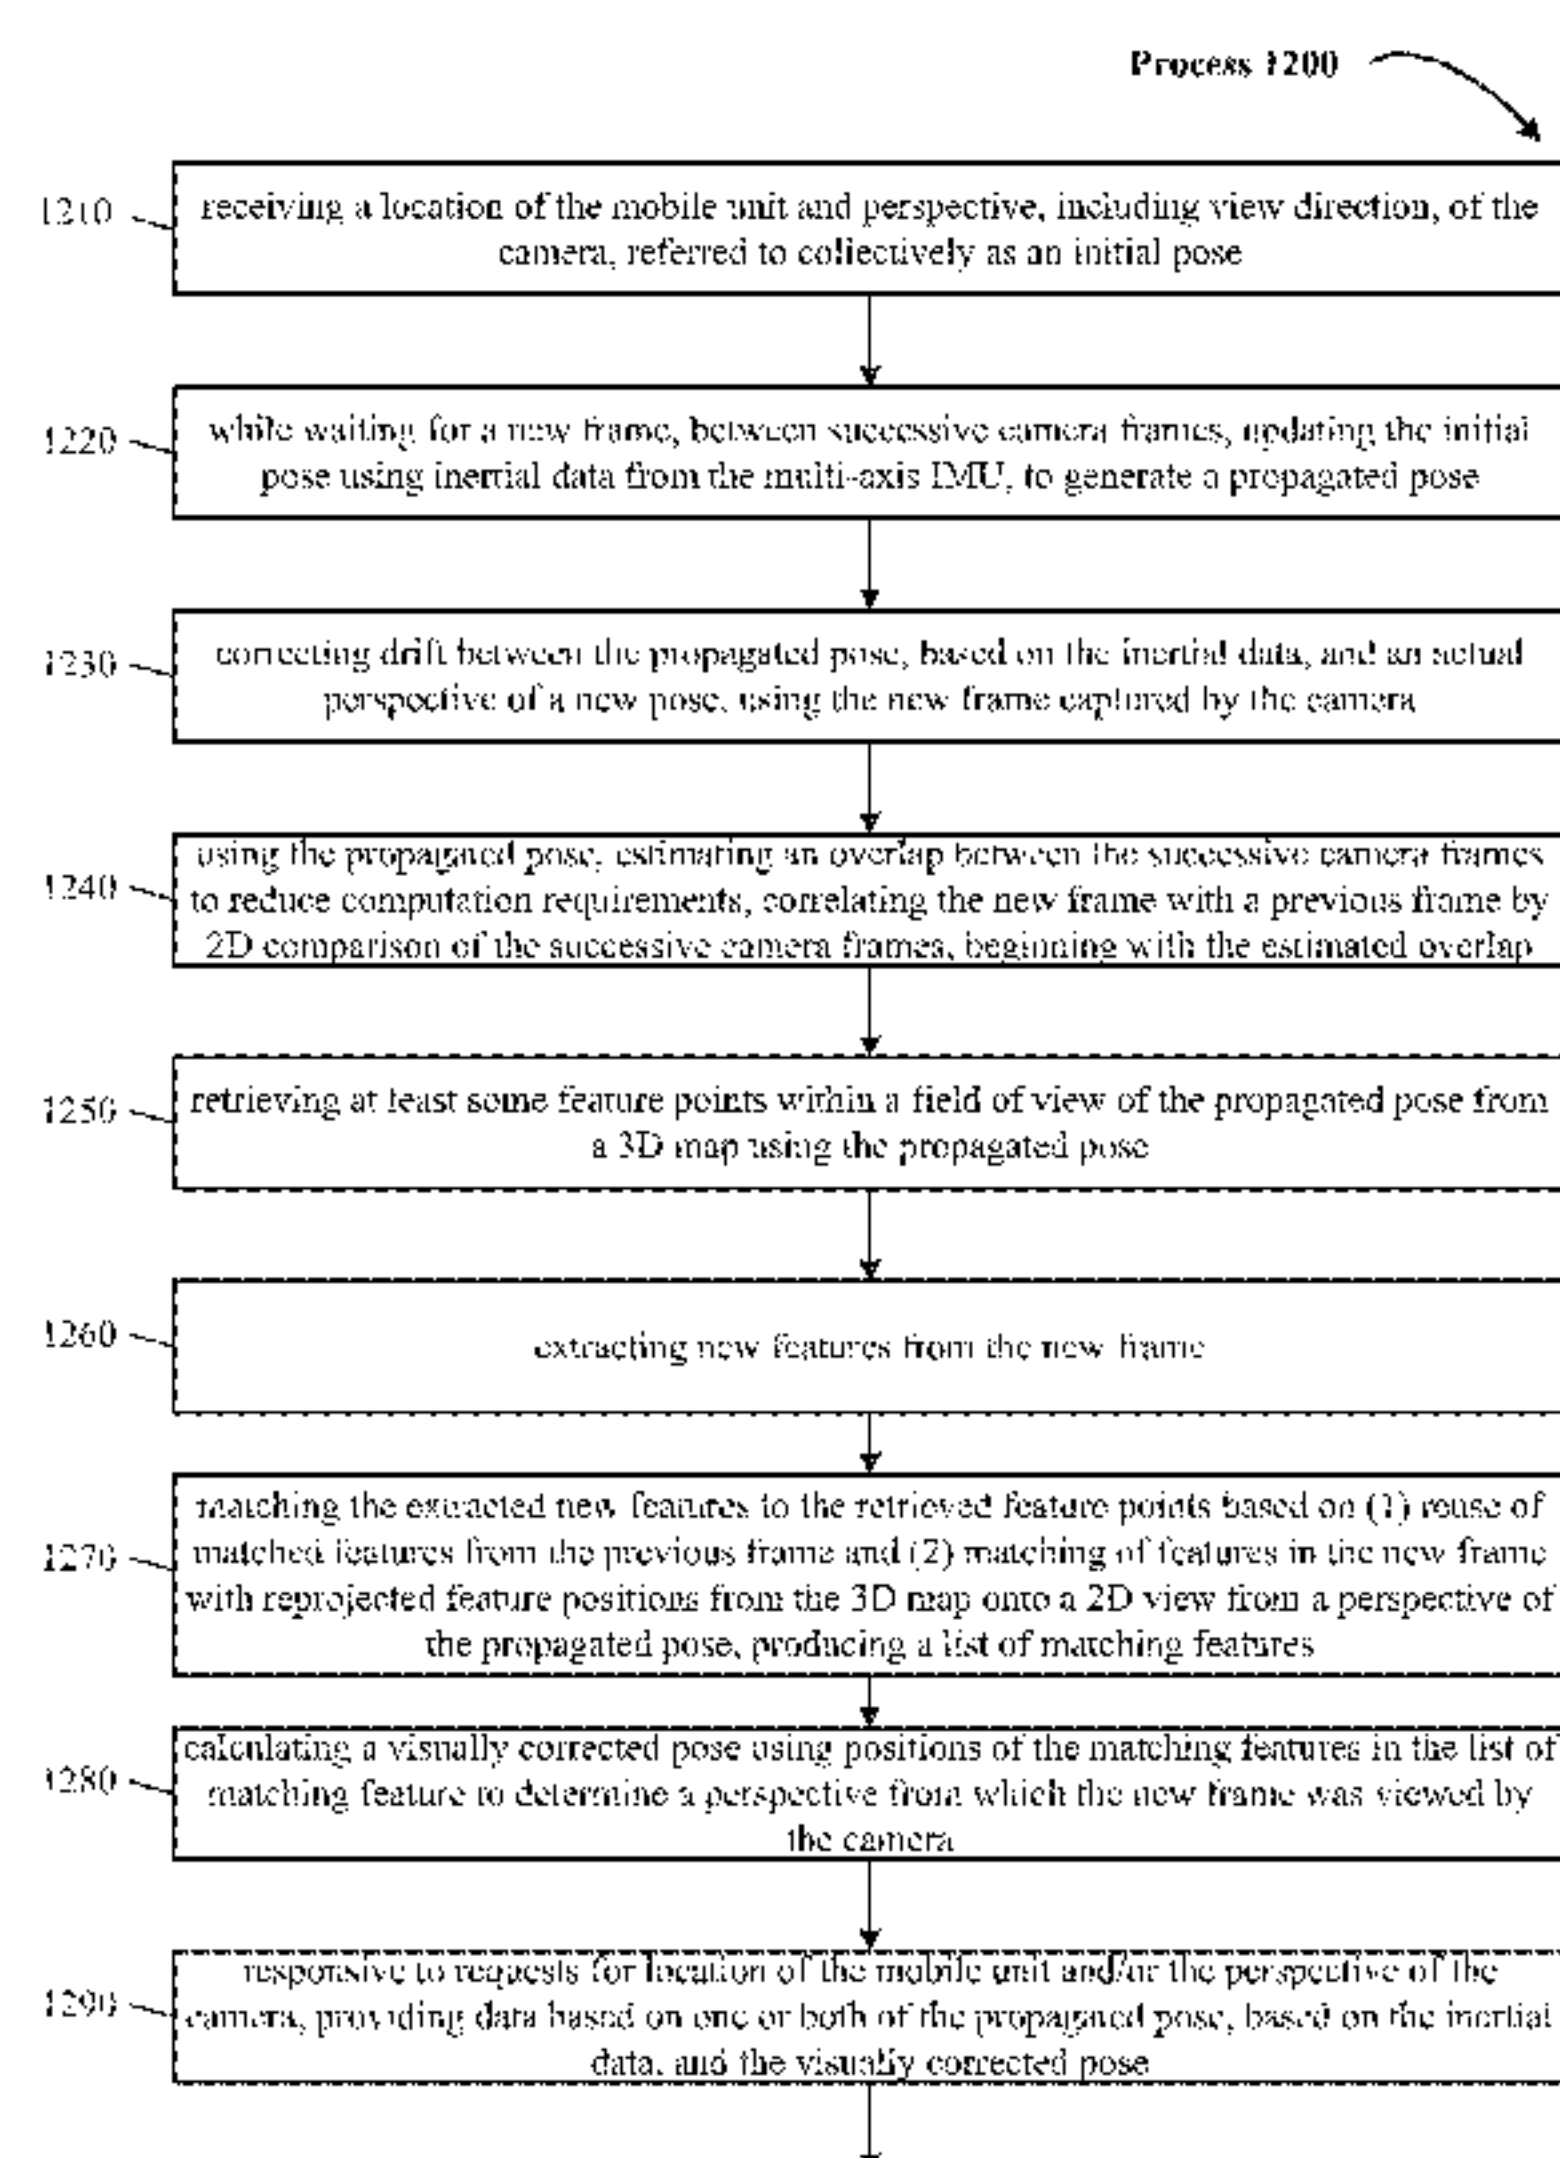 Process 1200
1210
receiving a location of the mobile unit and perspective, including view direction, of the
camera, referred to collectively as an initial pose
1220
while waiting for a new frame, between successive camera frames, updating the initial
pose using inertial data from the multi-axis IMU, to generate a propagated pose
1230
correcting drift between the propagated pose, based on the inertial data, and an actual
perspective of a new pose, using the new frame captured by the camera
1240
using the propagated pose, estimating an overlap between the successive camera frames
to reduce computation requirements, correlating the new frame with a previous frame by
2D comparison of the successive camera frames, beginning with the estimated overlap
1250
retrieving at least some feature points within a field of view of the propagated pose from
a 3D map using the propagated pose
1260
extracting new features from the new frame
1270
matching the extracted new features to the retrieved feature points based on (1) reuse of
matched features from the previous frame and (2) matching of features in the new frame
with reprojected feature positions from the 3D map onto a 2D view from a perspective of
the propagated pose, producing a list of matching features
1280
calculating a visually corrected pose using positions of the matching features in the list of
matching feature to determine a perspective from which the new frame was viewed by
the camera
1290
responsive to requests for location of the mobile unit and/or the perspective of the
camera, providing data based on one or both of the propagated pose, based on the inertial
data, and the visually corrected pose